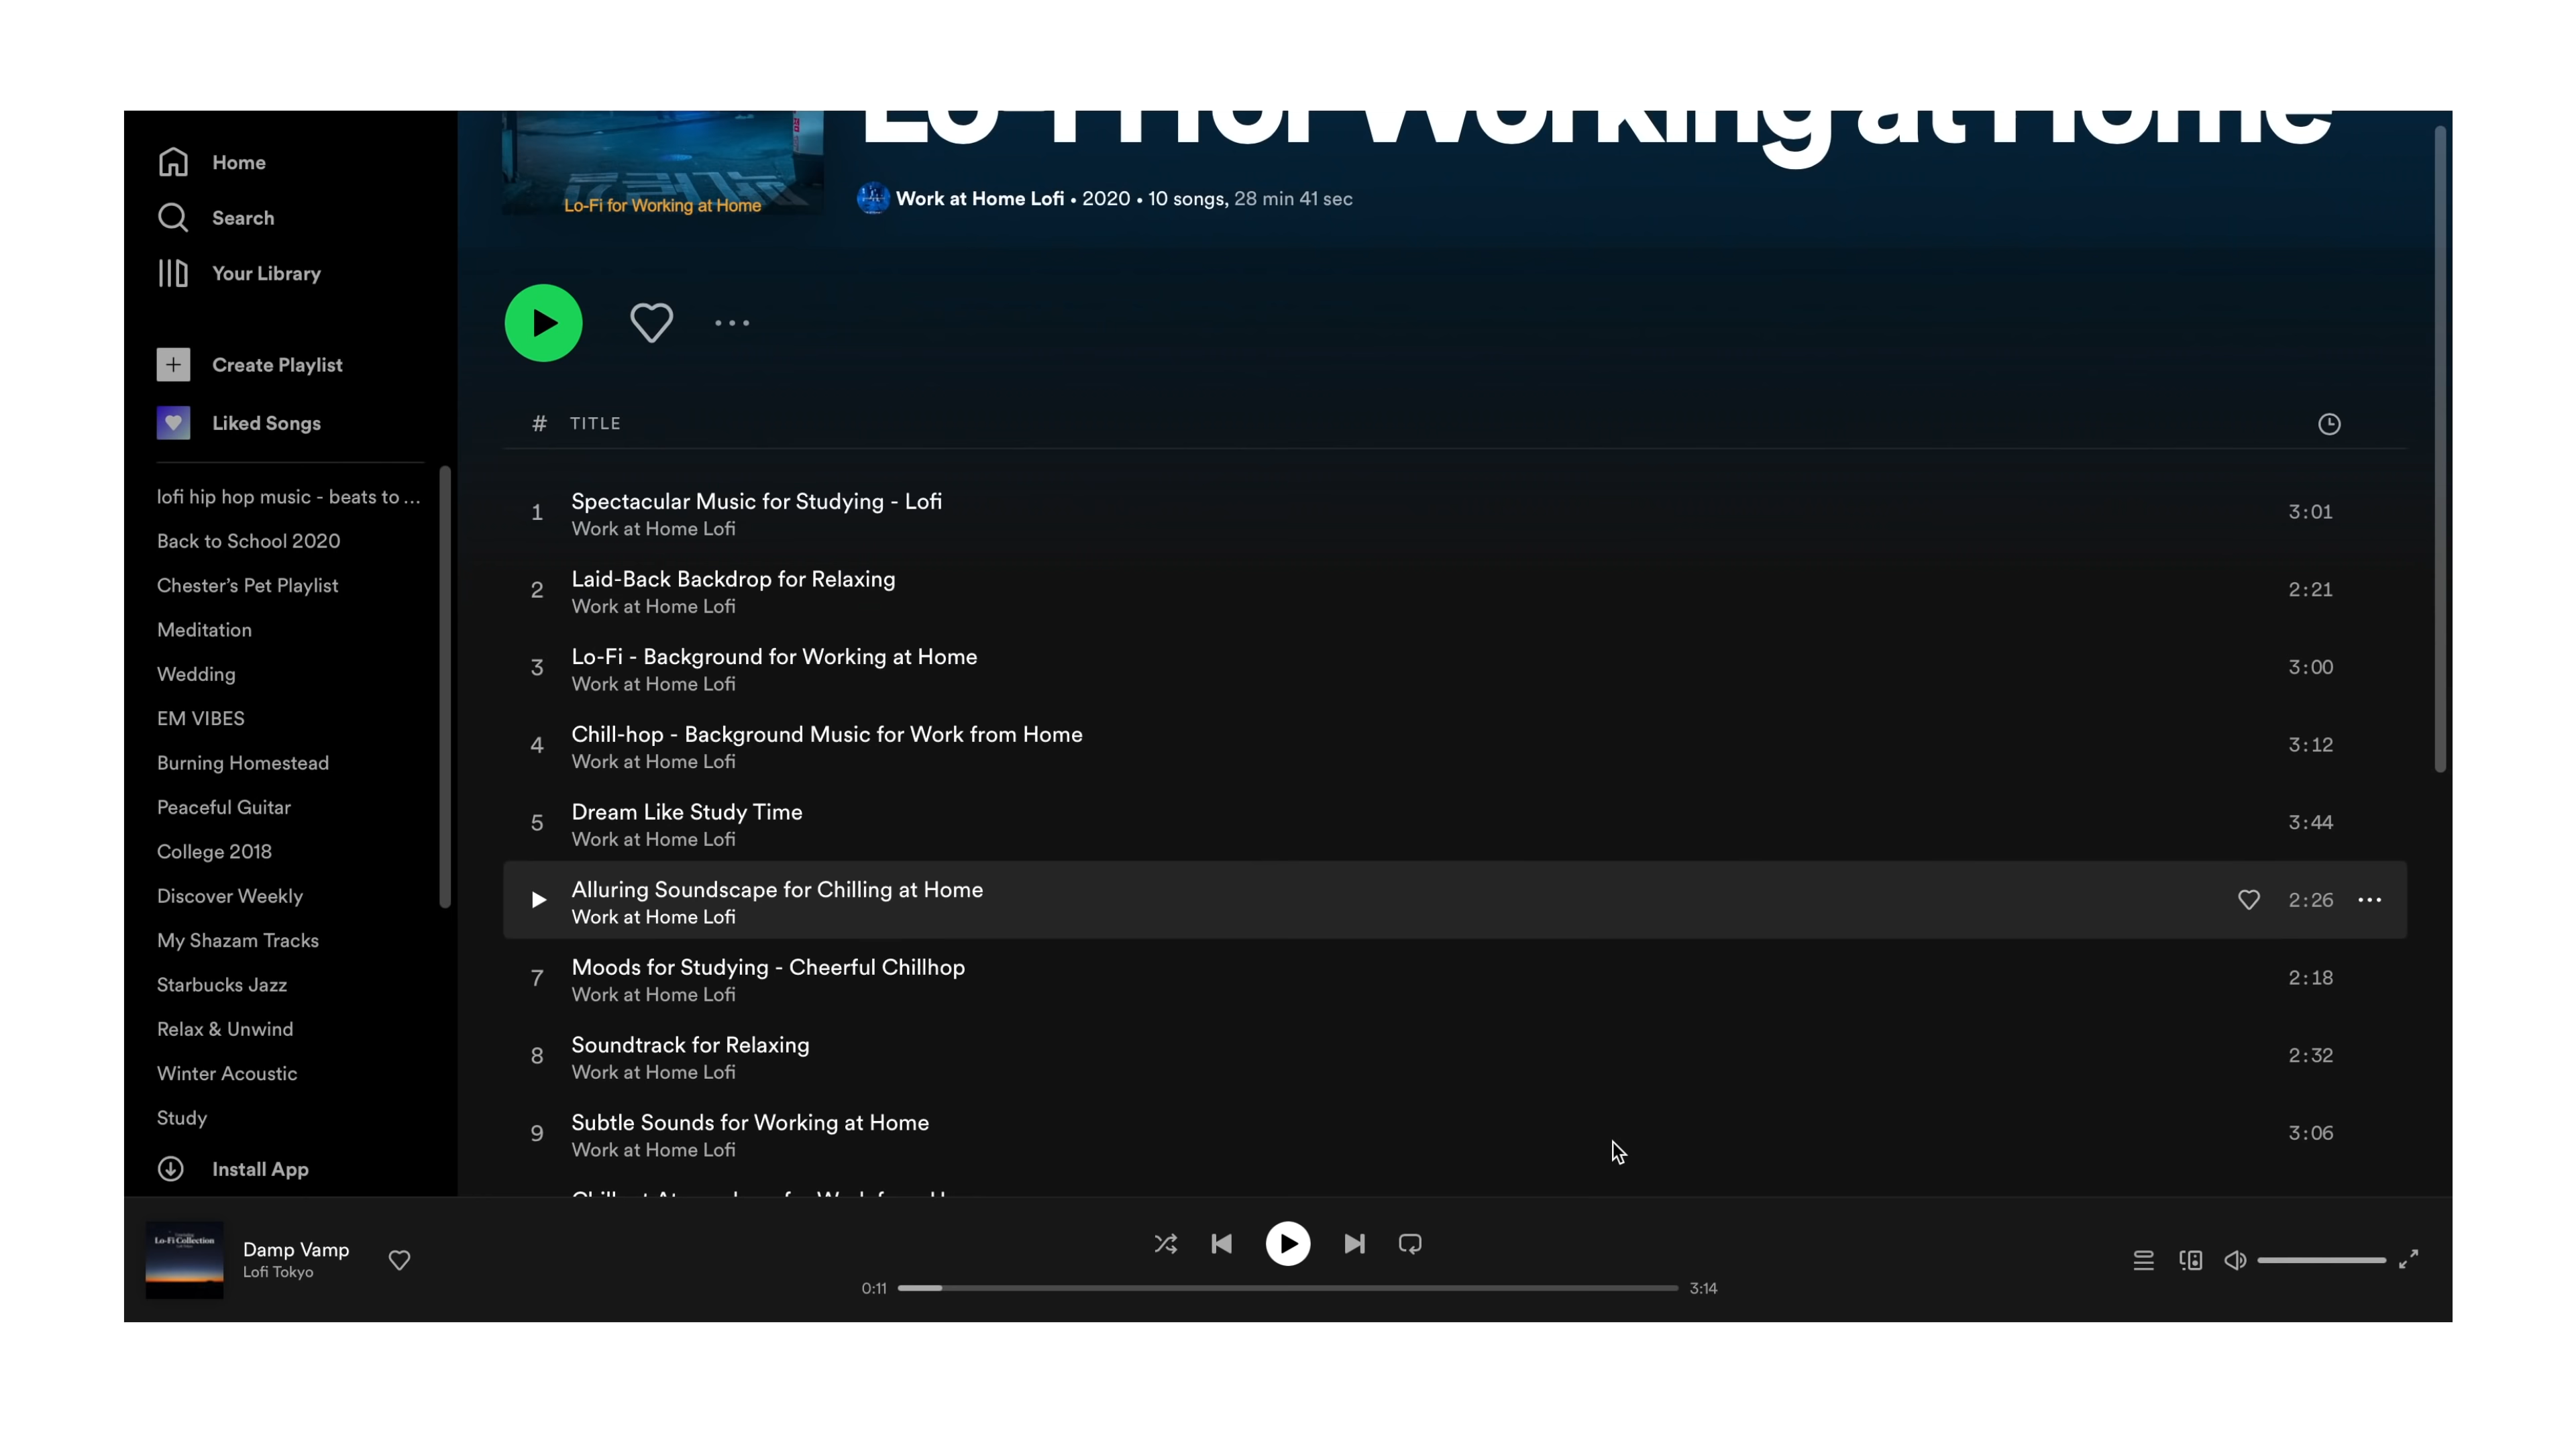 Home
Search
Your Library
Create Playlist
Liked Songs
lofi hip hop music - beats to ...
Back to School 2020
Chester's Pet Playlist
Meditation
Wedding
EM VIBES
Burning Homestead
Peaceful Guitar
College 2018
Discover Weekly
My Shazam Tracks
Starbucks Jazz
Relax & Unwind
Winter Acoustic
Study
Install App
Lo-Fi for Working at Home
Lo-Fi for Working at Home
Work at Home Lofi • 2020 • 10 songs, 28 min 41 sec
# TITLE
1 Spectacular Music for Studying - Lofi 3:01
Work at Home Lofi
2 Laid-Back Backdrop for Relaxing 2:21
Work at Home Lofi
3 Lo-Fi - Background for Working at Home 3:00
Work at Home Lofi
4 Chill-hop - Background Music for Work from Home 3:12
Work at Home Lofi
5 Dream Like Study Time 3:44
Work at Home Lofi
Alluring Soundscape for Chilling at Home 2:26
Work at Home Lofi
7 Moods for Studying - Cheerful Chillhop 2:18
Work at Home Lofi
8 Soundtrack for Relaxing 2:32
Work at Home Lofi
9 Subtle Sounds for Working at Home 3:06
Work at Home Lofi
Lo-Fi Collection
Damp Vamp
Lofi Tokyo
0:11
3:14